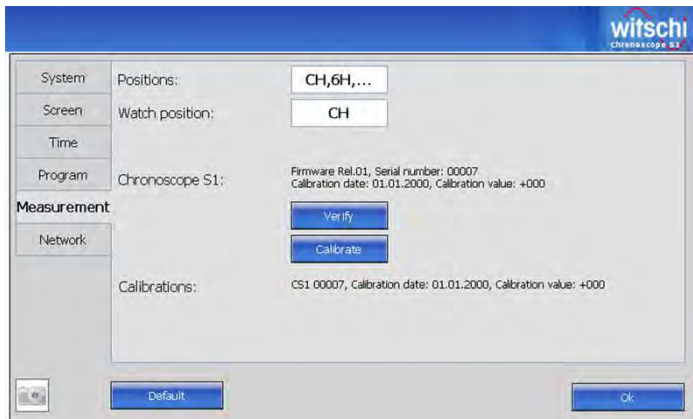 witschi
chronoscope S1
System
Screen
Time
Program
Measurement
Network
Positions:
CH,6H,...
Watch position:
CH
Chronoscope S1:
Firmware Rel.01, Serial number: 00007
Calibration date: 01.01.2000, Calibration value: +000
Verify
Calibrate
Calibrations:
CS1 00007, Calibration date: 01.01.2000, Calibration value: +000
Default
Ok